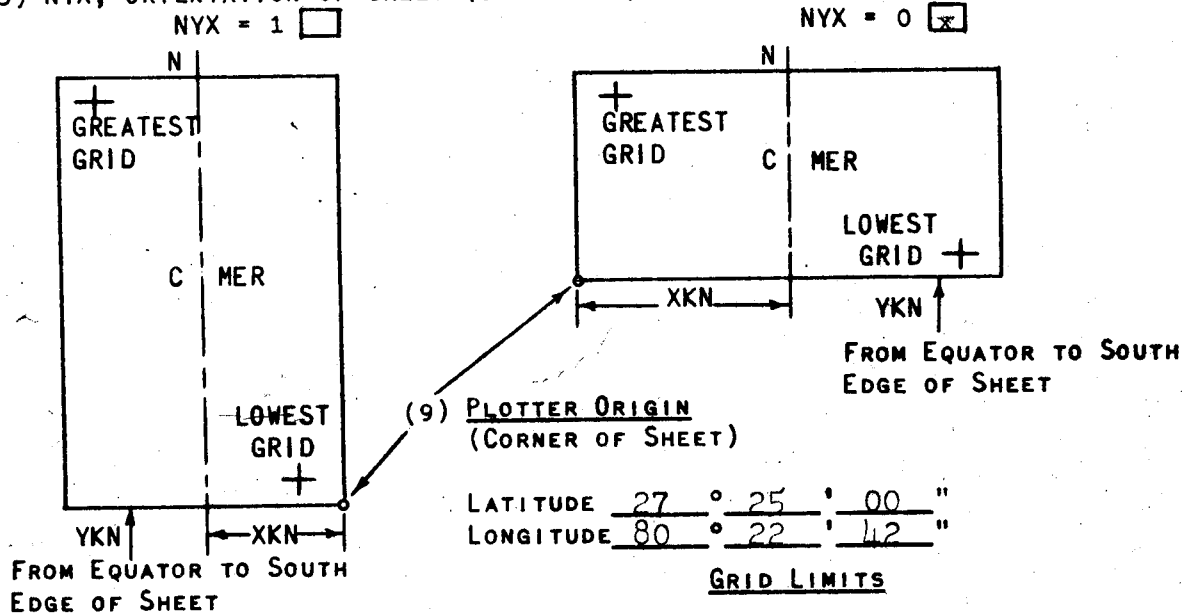 NYX = 1
NYX = 0 x
N
GREATEST
GRID
C MER
LOWEST
GRID
YKN
XKN
FROM EQUATOR TO SOUTH
EDGE OF SHEET
N
GREATEST
GRID
C MER
LOWEST
GRID
XKN
YKN
FROM EQUATOR TO SOUTH
EDGE OF SHEET
(9) PLOTTER ORIGIN
(CORNER OF SHEET)
LATITUDE 27 ° 25 ' 00 "
LONGITUDE 80 ° 22 ' 42 "
GRID LIMITS